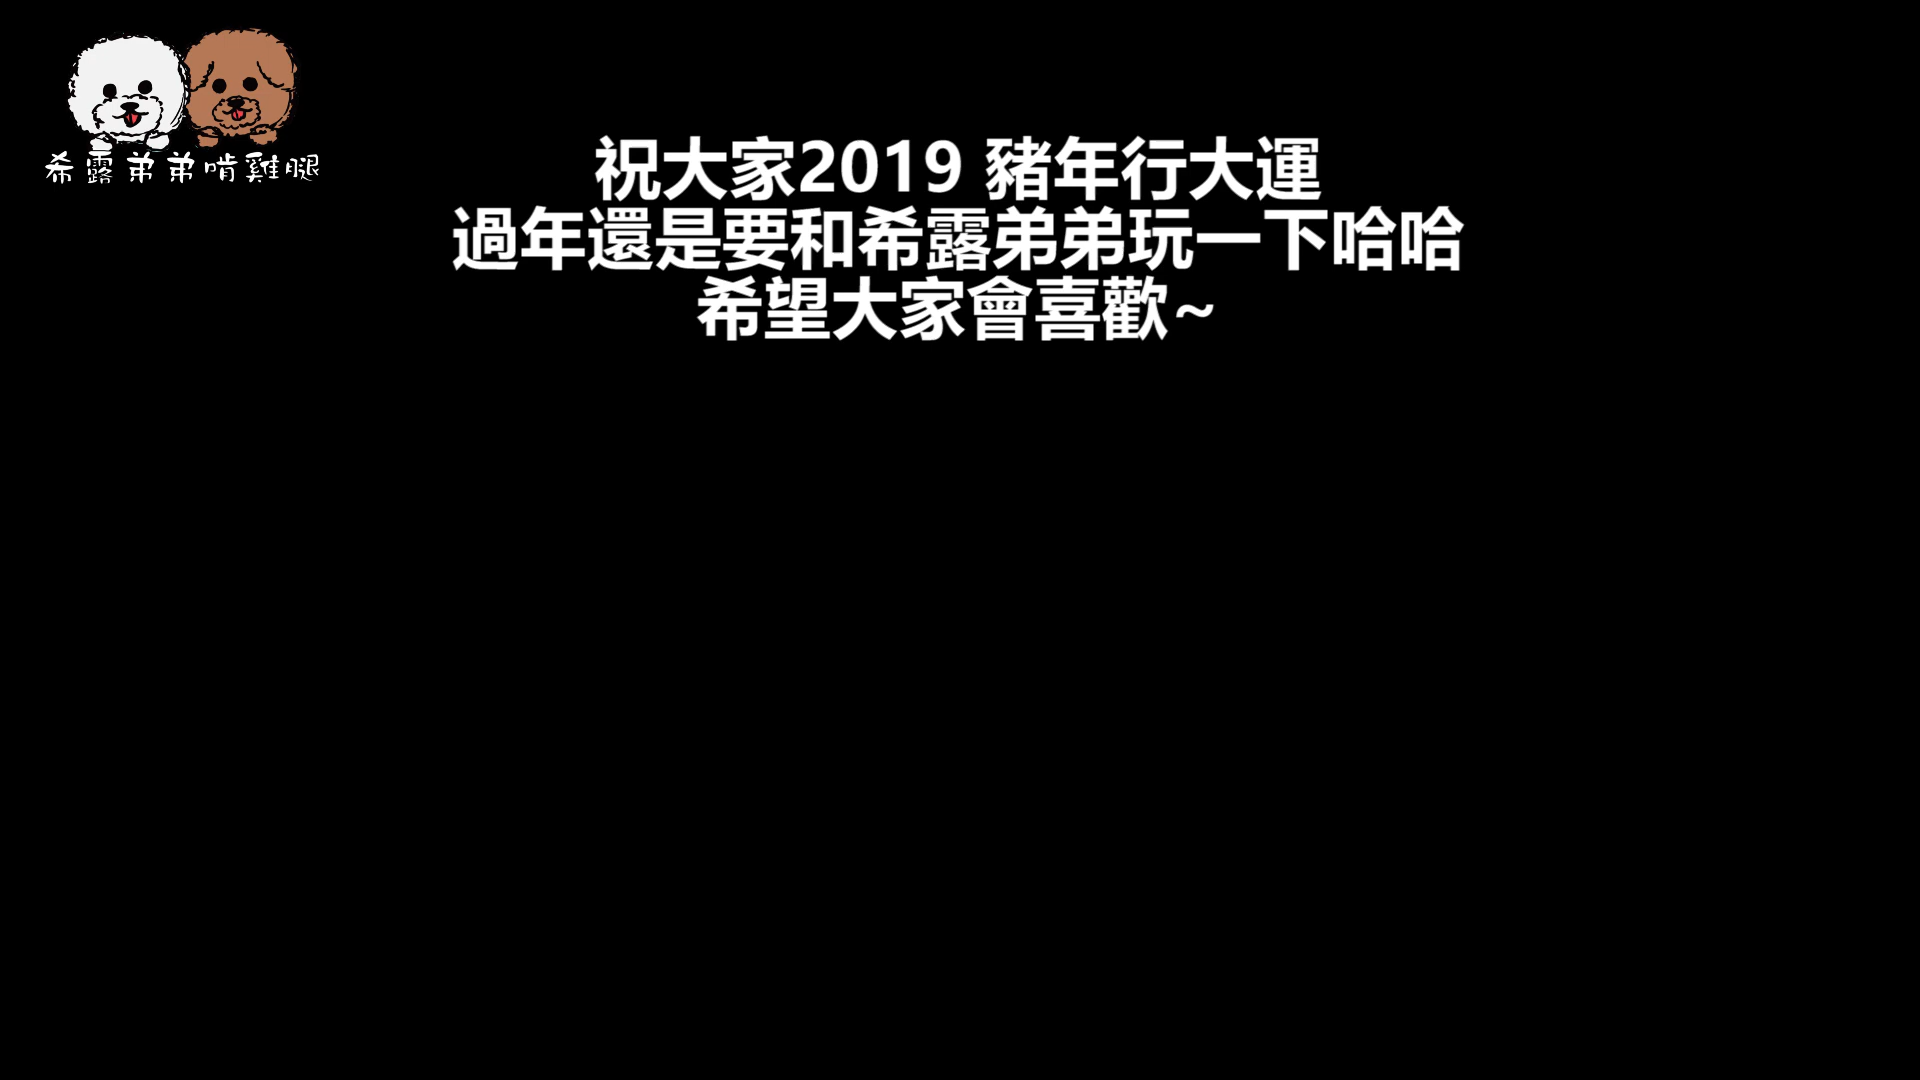 希露弟弟啃雞腿
祝大家2019 豬年行大運
過年還是要和希露弟弟玩一下哈哈
希望大家會喜歡~